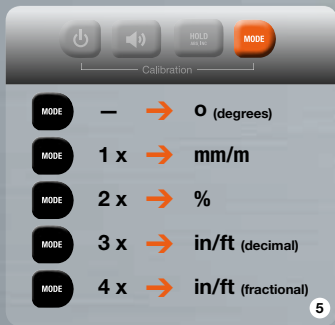 HOLD
MODE
Calibration
MODE — ➔ o (degrees)
MODE 1 x ➔ mm/m
MODE 2 x ➔ %
MODE 3 x ➔ in/ft (decimal)
MODE 4 x ➔ in/ft (fractional)
5